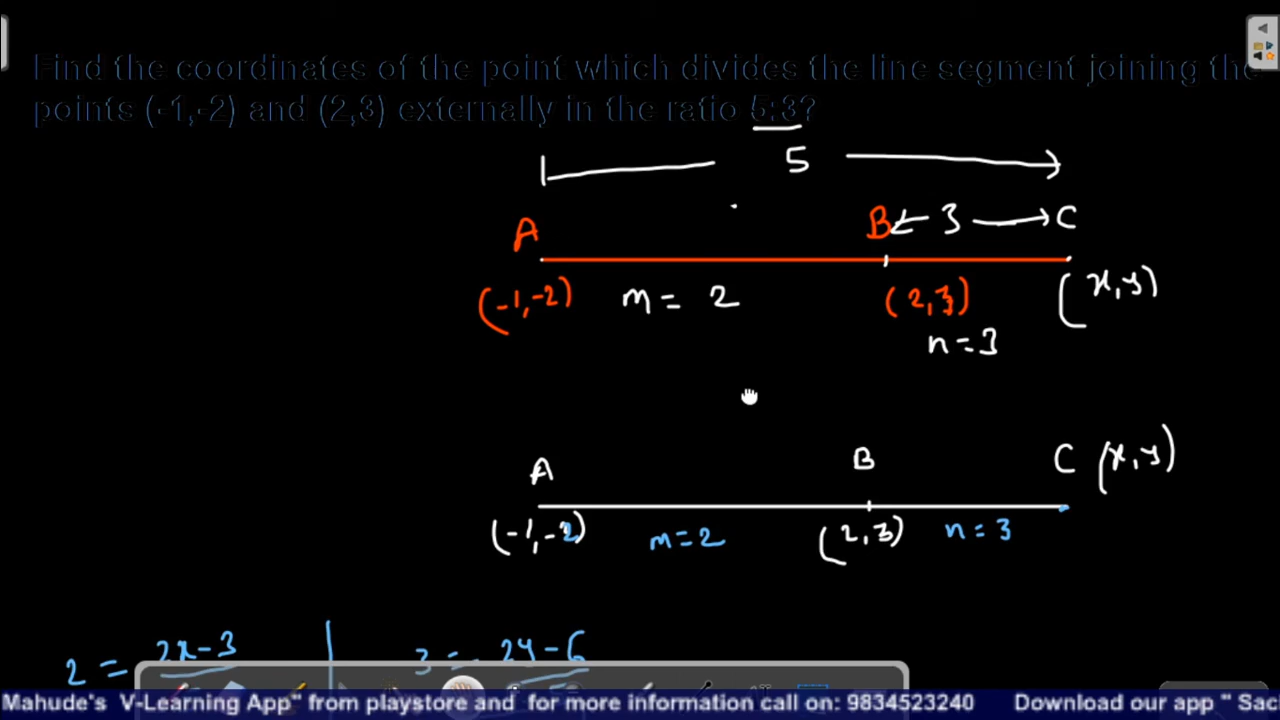 Find the coordinates of the point which divides the line segment joining the
points (-1,-2) and (2,3) externally in the ratio 5:3?
5
A B 3 C
(-1,-2) m = 2 (2,3) (x,y)
n = 3
A B C (x,y)
(-1,-2) m = 2 (2,3) n = 3
2 = 2x-3 3 = 2y-6
Mahude's V-Learning App" from playstore and for more information call on: 9834523240 Download our app " Sac